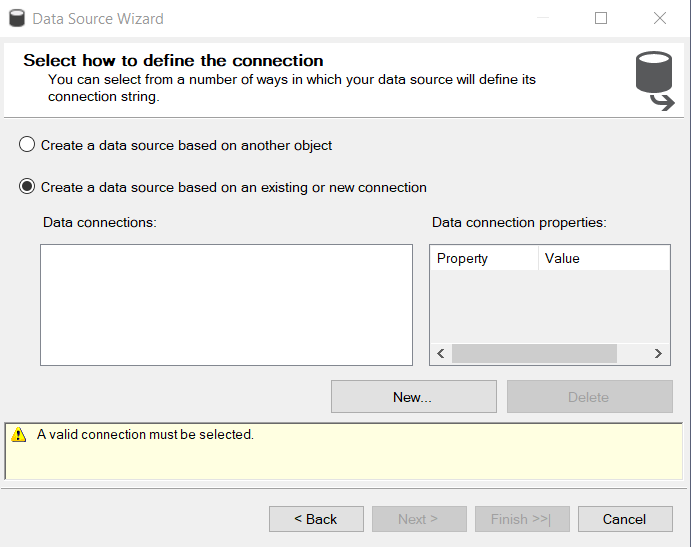 Data Source Wizard
Select how to define the connection
You can select from a number of ways in which your data source will define its
connection string.
Create a data source based on another object
Create a data source based on an existing or new connection
Data connections:
Data connection properties:
Property
Value
New...
Delete
A valid connection must be selected.
< Back
Next >
Finish >>|
Cancel